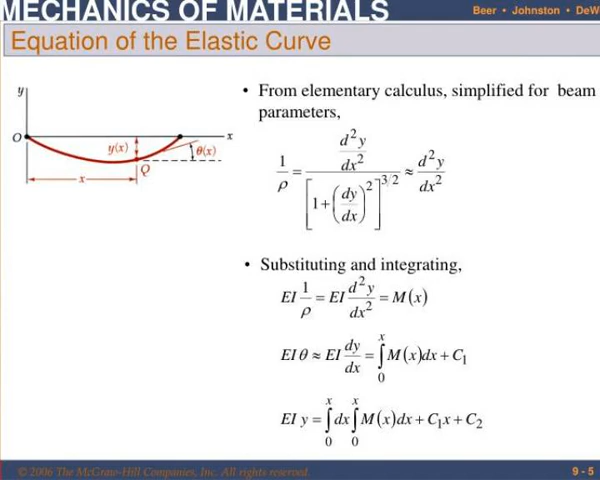 MECHANICS OF MATERIALS
Beer • Johnston • DeW
Equation of the Elastic Curve
y
O
x
y(x)
θ(x)
Q
x
• From elementary calculus, simplified for beam
parameters,
1/ρ = (d²y/dx²) / [1 + (dy/dx)²]^(3/2) ≈ d²y/dx²
• Substituting and integrating,
EI 1/ρ = EI d²y/dx² = M(x)
EI θ ≈ EI dy/dx = ∫₀ˣ M(x)dx + C₁
EI y = ∫₀ˣ dx ∫₀ˣ M(x)dx + C₁x + C₂
© 2006 The McGraw-Hill Companies, Inc. All rights reserved.
9 - 5